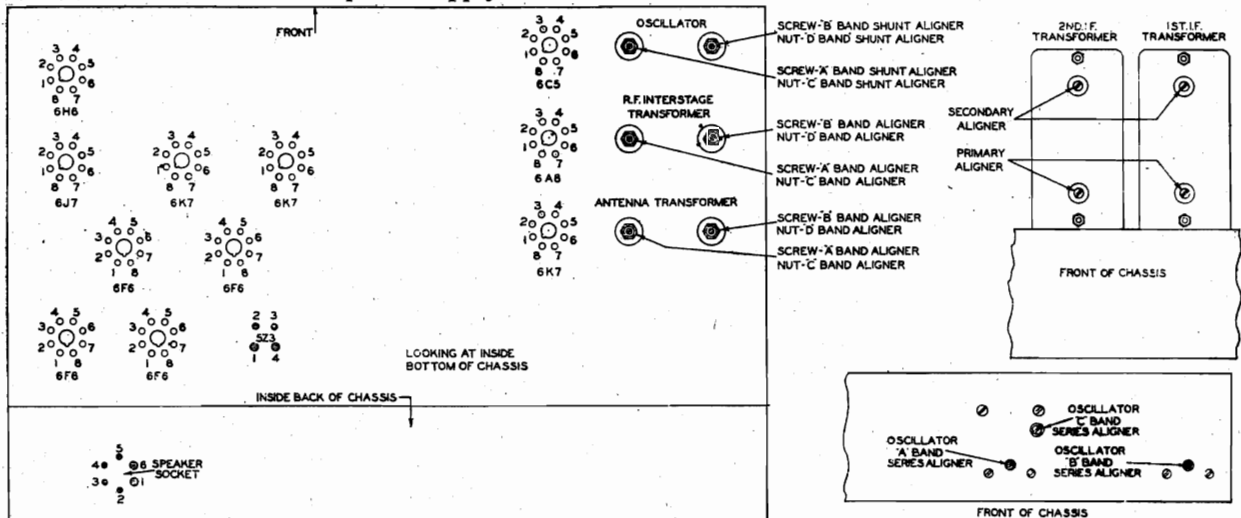 FRONT
3 4
2 5
1 6
8 7
6H6
3 4
2 5
1 6
8 7
6J7
3 4
2 5
1 6
8 7
6K7
3 4
2 5
1 6
8 7
6K7
4 5
3 6
2 7
1 8
6F6
4 5
3 6
2 7
1 8
6F6
4 5
3 6
2 7
1 8
6F6
4 5
3 6
2 7
1 8
6F6
2 3
5Z3
1 4
3 4
2 5
1 6
8 7
6C5
3 4
2 5
1 6
8 7
6A8
3 4
2 5
1 6
8 7
6K7
OSCILLATOR
R.F. INTERSTAGE
TRANSFORMER
ANTENNA TRANSFORMER
LOOKING AT INSIDE
BOTTOM OF CHASSIS
INSIDE BACK OF CHASSIS
5
4 6
3 1
2
SPEAKER
SOCKET
SCREW-'B' BAND SHUNT ALIGNER
NUT-'D' BAND SHUNT ALIGNER
SCREW-'A' BAND SHUNT ALIGNER
NUT-'C' BAND SHUNT ALIGNER
SCREW-'B' BAND ALIGNER
NUT-'D' BAND ALIGNER
SCREW-'A' BAND ALIGNER
NUT-'C' BAND ALIGNER
SCREW-'B' BAND ALIGNER
NUT-'D' BAND ALIGNER
SCREW-'A' BAND ALIGNER
NUT-'C' BAND ALIGNER
2ND. I.F.
TRANSFORMER
1ST. I.F.
TRANSFORMER
SECONDARY
ALIGNER
PRIMARY
ALIGNER
FRONT OF CHASSIS
OSCILLATOR
'C' BAND
SERIES ALIGNER
OSCILLATOR
'A' BAND
SERIES ALIGNER
OSCILLATOR
'B' BAND
SERIES ALIGNER
FRONT OF CHASSIS